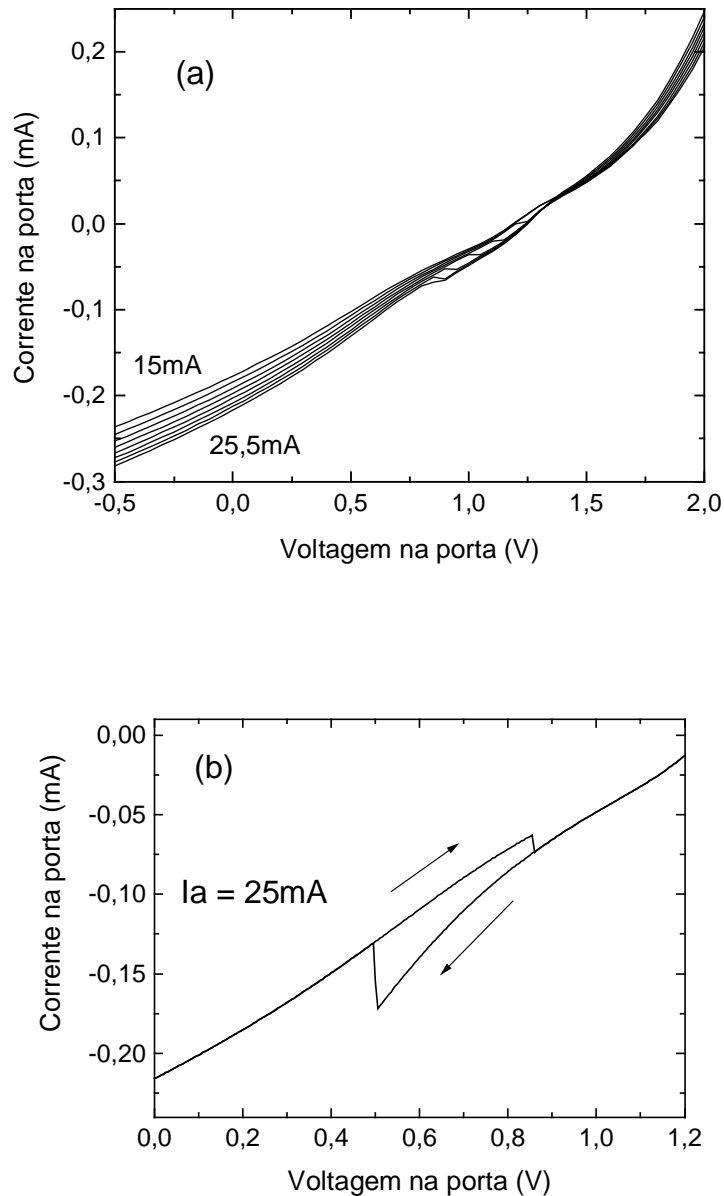 (a)
Corrente na porta (mA)
0,2
0,1
0,0
-0,1
-0,2
-0,3
15mA
25,5mA
-0,5 0,0 0,5 1,0 1,5 2,0
Voltagem na porta (V)
(b)
Corrente na porta (mA)
0,00
-0,05
-0,10
-0,15
-0,20
Ia = 25mA
0,0 0,2 0,4 0,6 0,8 1,0 1,2
Voltagem na porta (V)